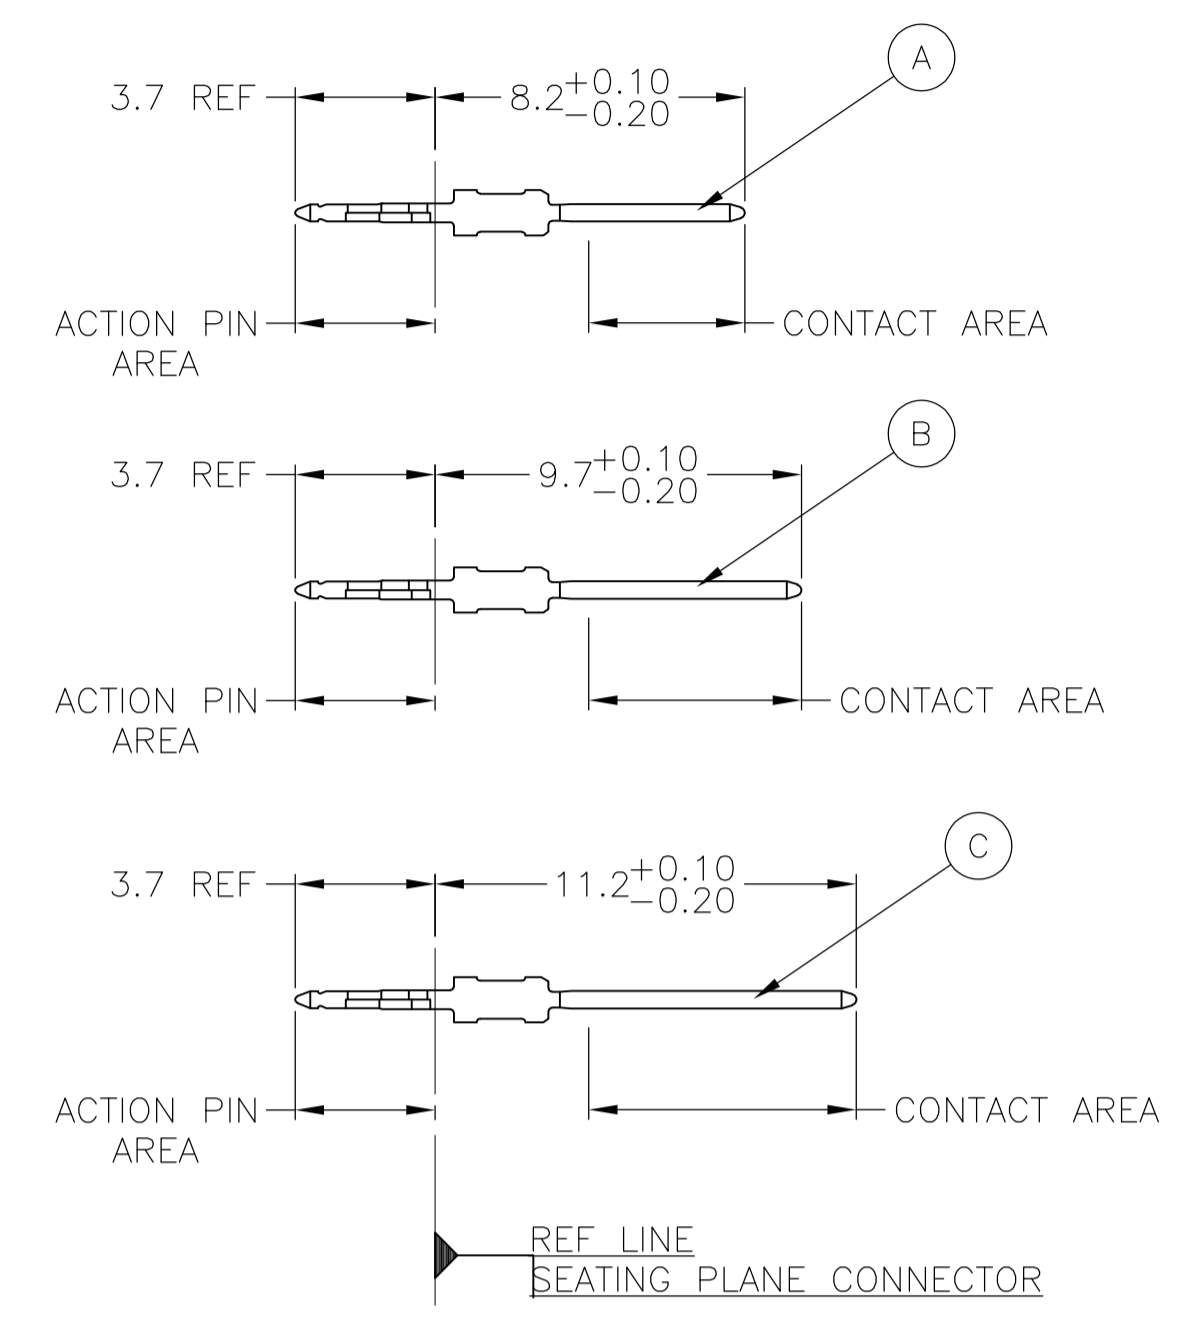 A
3.7 REF
8.2 +0.10 -0.20
ACTION PIN
AREA
CONTACT AREA
B
3.7 REF
9.7 +0.10 -0.20
ACTION PIN
AREA
CONTACT AREA
C
3.7 REF
11.2 +0.10 -0.20
ACTION PIN
AREA
CONTACT AREA
REF LINE
SEATING PLANE CONNECTOR